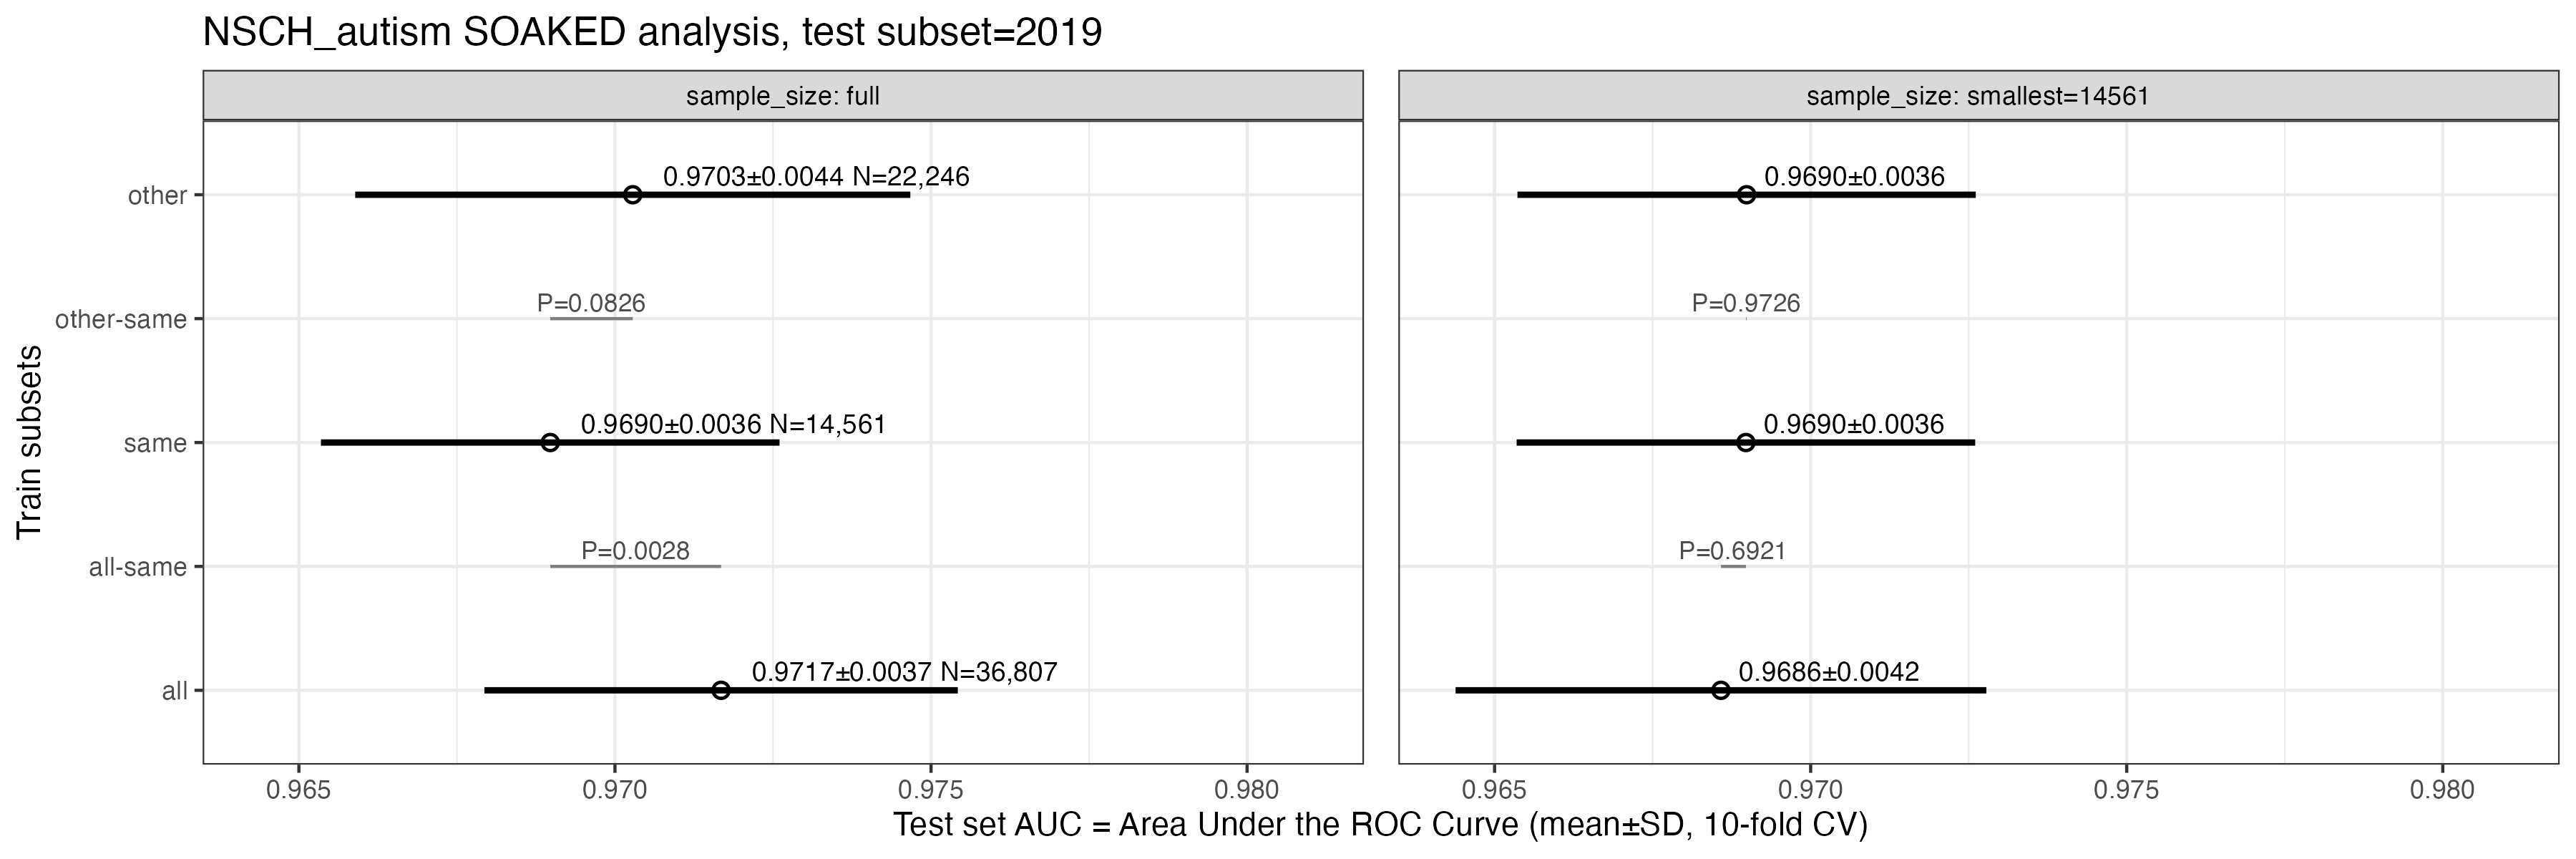 NSCH_autism SOAKED analysis, test subset=2019
sample_size: full
sample_size: smallest=14561
Train subsets
other
0.9703±0.0044 N=22,246
0.9690±0.0036
other-same
P=0.0826
P=0.9726
same
0.9690±0.0036 N=14,561
0.9690±0.0036
all-same
P=0.0028
P=0.6921
all
0.9717±0.0037 N=36,807
0.9686±0.0042
0.965 0.970 0.975 0.980
0.965 0.970 0.975 0.980
Test set AUC = Area Under the ROC Curve (mean±SD, 10-fold CV)